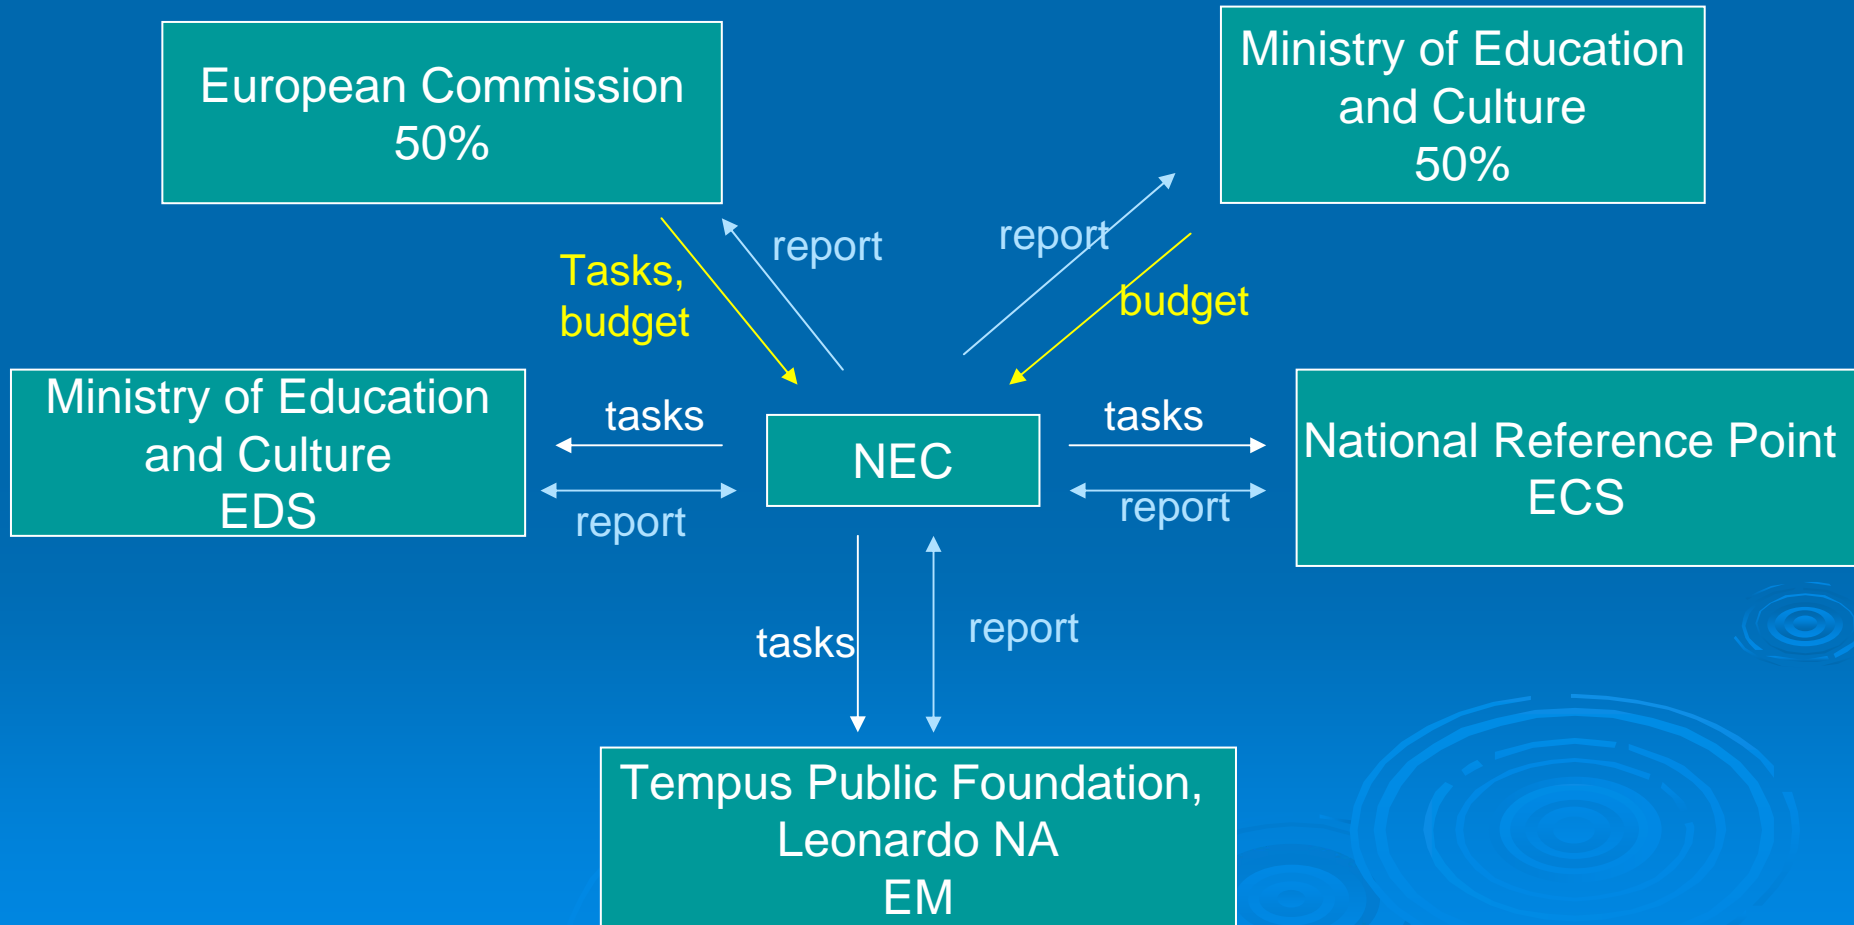 European Commission
50%
Ministry of Education
and Culture
50%
report
report
Tasks,
budget
budget
Ministry of Education
and Culture
EDS
tasks
report
NEC
tasks
report
National Reference Point
ECS
tasks
report
Tempus Public Foundation,
Leonardo NA
EM